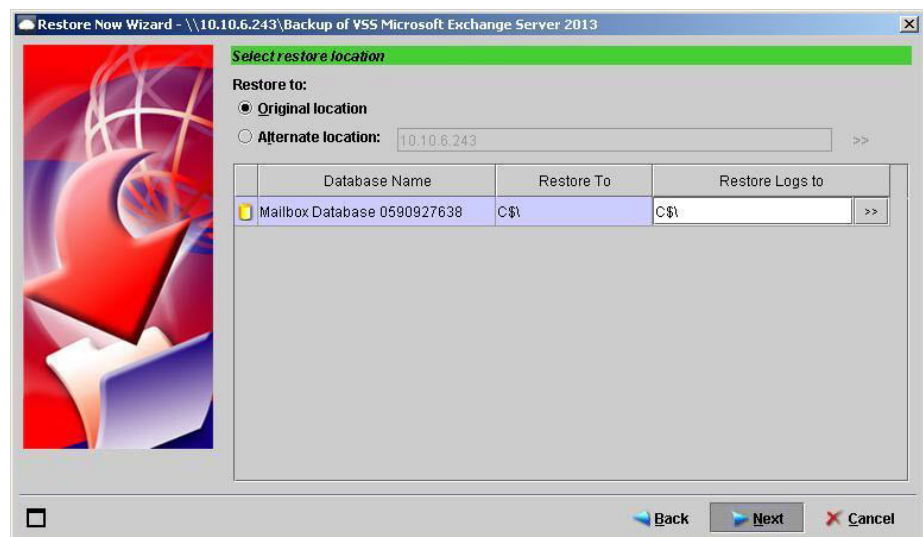 Restore Now Wizard - \\10.10.6.243\Backup of VSS Microsoft Exchange Server 2013
Select restore location
Restore to:
Original location
Alternate location: 10.10.6.243 >>
Database Name Restore To Restore Logs to
Mailbox Database 0590927638 C$\ C$\ >>
Back Next Cancel